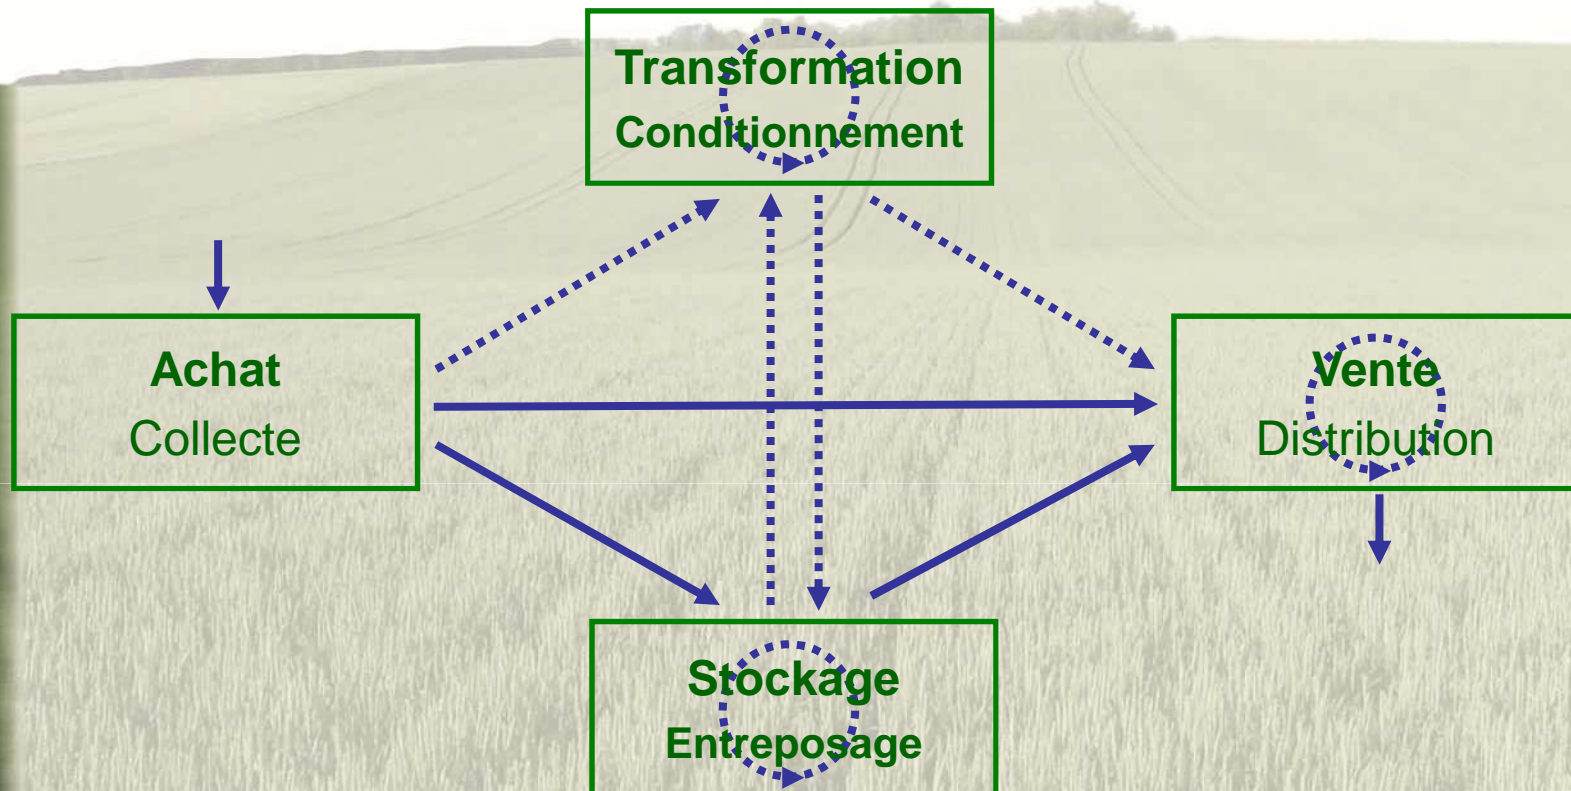 Transformation
Conditionnement
Achat
Collecte
Vente
Distribution
Stockage
Entreposage